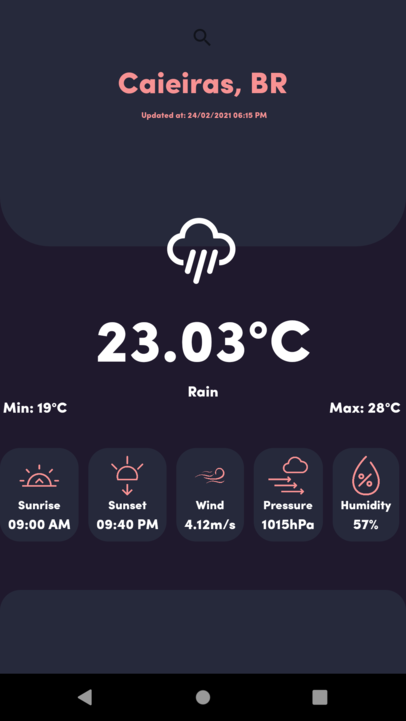 Caieiras, BR
Updated at: 24/02/2021 06:15 PM
23.03°C
Rain
Min: 19°C
Max: 28°C
Sunrise
09:00 AM
Sunset
09:40 PM
Wind
4.12m/s
Pressure
1015hPa
Humidity
57%